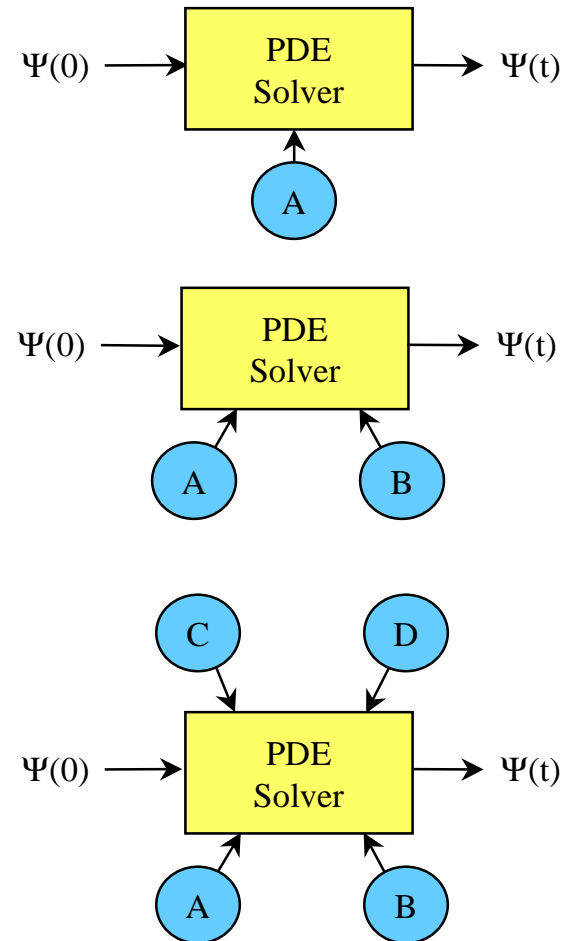 Ψ(0)
PDE
Solver
Ψ(t)
A
Ψ(0)
PDE
Solver
Ψ(t)
A
B
C
D
Ψ(0)
PDE
Solver
Ψ(t)
A
B